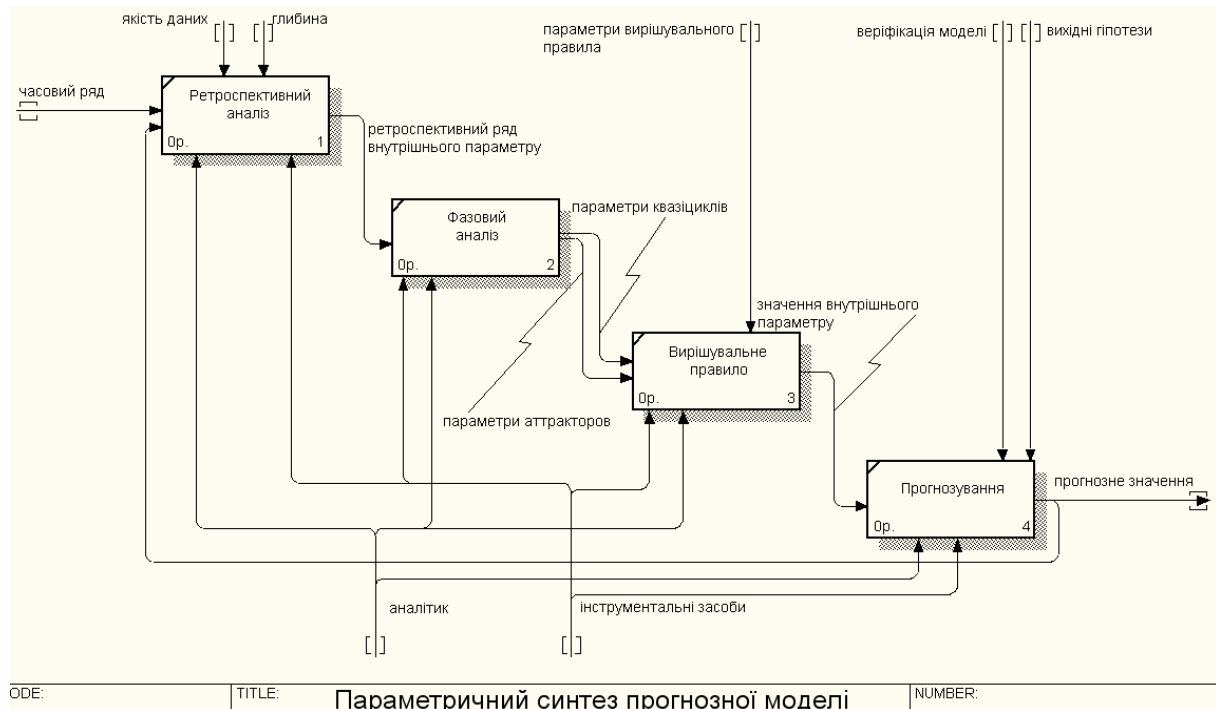 якість даних
глибина
параметри вирішувального
правила
веріфікація моделі
вихідні гіпотези
часовий ряд
Ретроспективний
аналіз
0р.
1
ретроспективний ряд
внутрішнього параметру
Фазовий
аналіз
0р.
2
параметри квазіциклів
значення внутрішнього
параметру
Вирішувальне
правило
0р.
3
параметри аттракторов
Прогнозування
0р.
4
прогнозне значення
аналітик
інструментальні засоби
ODE:
TITLE:
Параметричний синтез прогнозної моделі
NUMBER: